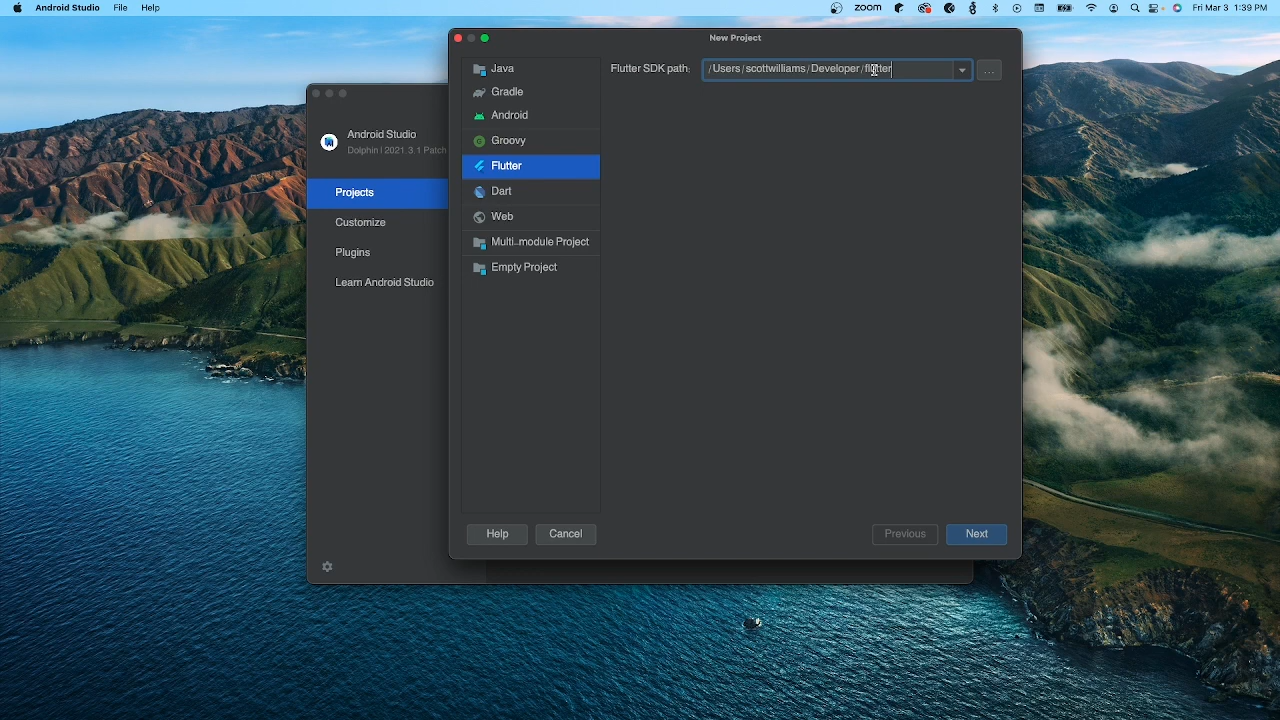 Android Studio File Help zoom Fri Mar 3 1:39 PM
New Project
Java
Gradle
Android
Groovy
Flutter
Dart
Web
Multi-module Project
Empty Project
Flutter SDK path: /Users/scottwilliams/Developer/flutter ...
Help Cancel Previous Next
Android Studio
Dolphin | 2021.3.1 Patch
Projects
Customize
Plugins
Learn Android Studio